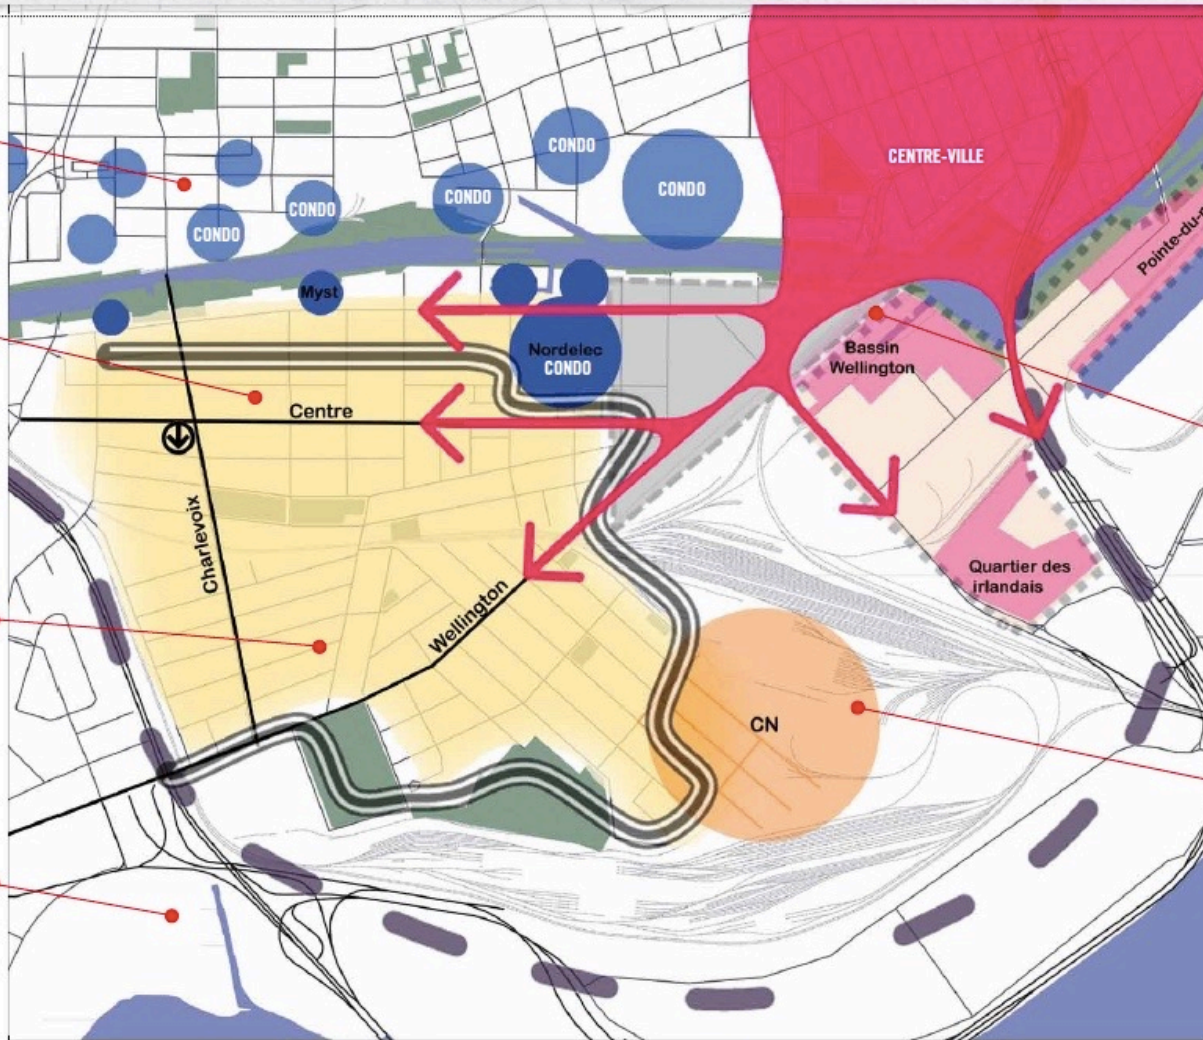 CONDO
CENTRE-VILLE
CONDO
CONDO
CONDO
CONDO
Pointe-du-
Myst
Nordelec
CONDO
Bassin
Wellington
Centre
Charlevoix
Quartier des
irlandais
Wellington
CN